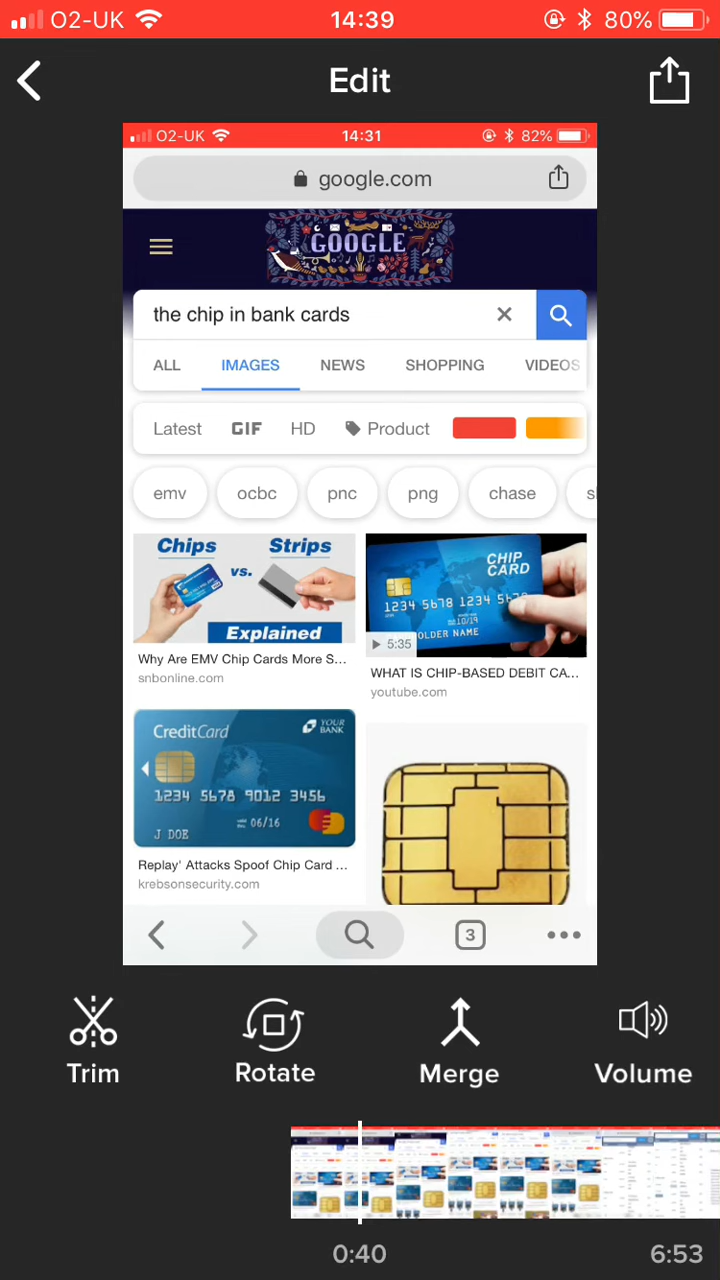 O2-UK 14:39 80%
Edit
O2-UK 14:31 82%
google.com
GOOGLE
the chip in bank cards
ALL IMAGES NEWS SHOPPING VIDEOS
Latest GIF HD Product
emv ocbc pnc png chase
Chips vs. Strips
Explained
Why Are EMV Chip Cards More S...
snbonline.com
CHIP CARD
1234 5678 1234 567
10/19
OLDER NAME
5:35
WHAT IS CHIP-BASED DEBIT CA...
youtube.com
CreditCard YOUR BANK
1234 5678 9012 3456
06/16
J DOE
Replay' Attacks Spoof Chip Card ...
krebsonsecurity.com
3
Trim Rotate Merge Volume
0:40 6:53